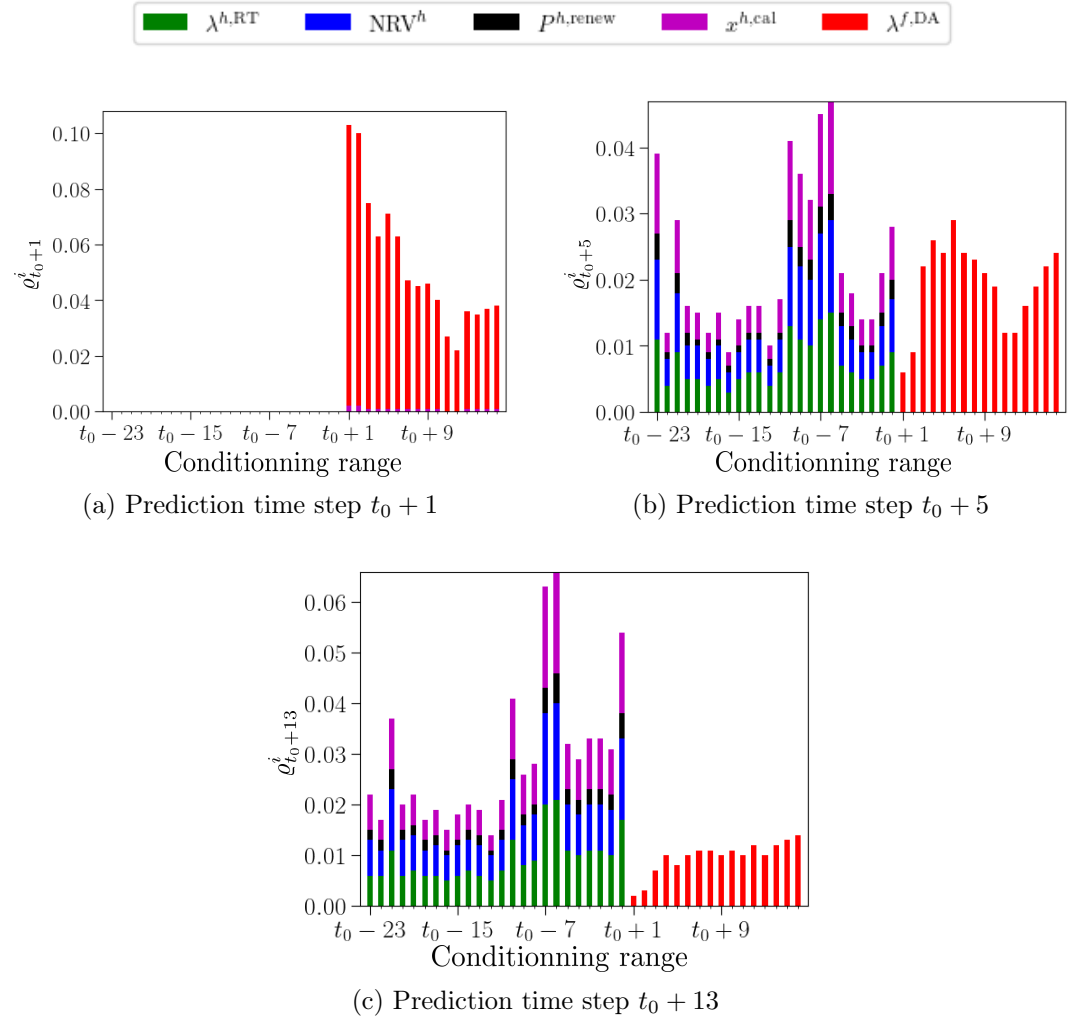 λ^{h,RT} NRV^h P^{h,renew} x^{h,cal} λ^{f,DA}
0.10
0.08
0.06
0.04
0.02
0.00
ϱ^i_{t_0+1}
t_0 − 23 t_0 − 15 t_0 − 7 t_0 + 1 t_0 + 9
Conditionning range
(a) Prediction time step t_0 + 1
0.04
0.03
0.02
0.01
0.00
ϱ^i_{t_0+5}
t_0 − 23 t_0 − 15 t_0 − 7 t_0 + 1 t_0 + 9
Conditionning range
(b) Prediction time step t_0 + 5
0.06
0.05
0.04
0.03
0.02
0.01
0.00
ϱ^i_{t_0+13}
t_0 − 23 t_0 − 15 t_0 − 7 t_0 + 1 t_0 + 9
Conditionning range
(c) Prediction time step t_0 + 13